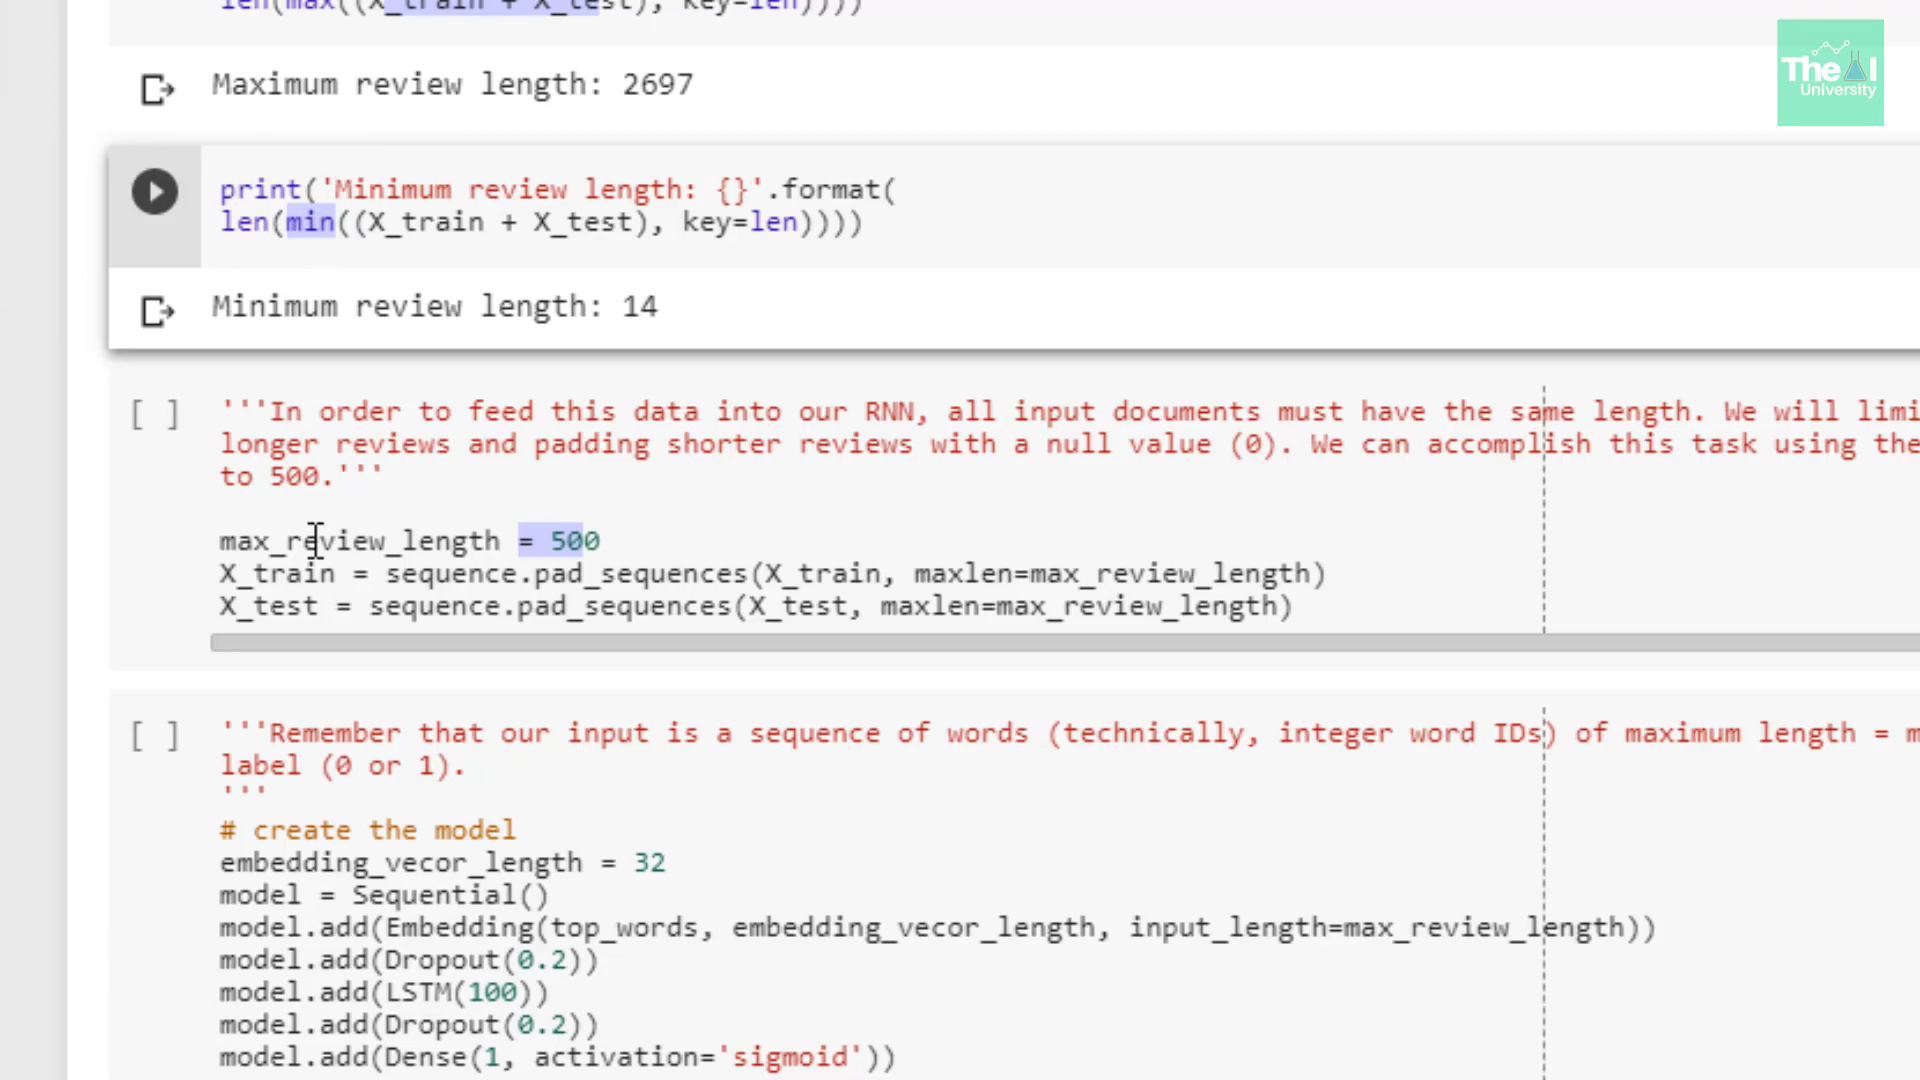 len(max((X_train + X_test), key=len))))
Maximum review length: 2697
The AI
University
print('Minimum review length: {}'.format(
len(min((X_train + X_test), key=len))))
Minimum review length: 14
[ ] '''In order to feed this data into our RNN, all input documents must have the same length. We will limi
longer reviews and padding shorter reviews with a null value (0). We can accomplish this task using the
to 500.'''
max_review_length = 500
X_train = sequence.pad_sequences(X_train, maxlen=max_review_length)
X_test = sequence.pad_sequences(X_test, maxlen=max_review_length)
[ ] '''Remember that our input is a sequence of words (technically, integer word IDs) of maximum length = m
label (0 or 1).
'''
# create the model
embedding_vecor_length = 32
model = Sequential()
model.add(Embedding(top_words, embedding_vecor_length, input_length=max_review_length))
model.add(Dropout(0.2))
model.add(LSTM(100))
model.add(Dropout(0.2))
model.add(Dense(1, activation='sigmoid'))